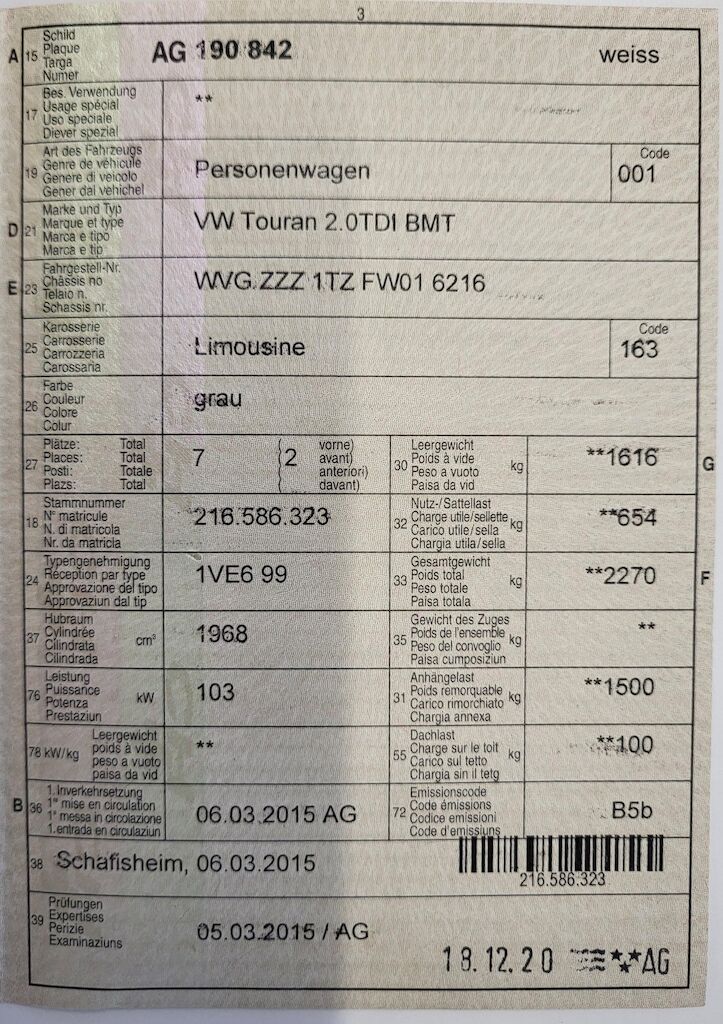 3
A 15 Schild
Plaque
Targa
Numer
AG 190 842 weiss
17 Bes. Verwendung
Usage spécial
Uso speciale
Diever spezial
**
19 Art des Fahrzeugs
Genre de véhicule
Genere di veicolo
Gener dal vehichel
Personenwagen
Code
001
D 21 Marke und Typ
Marque et type
Marca e tipo
Marca e tip
VW Touran 2.0TDI BMT
E 23 Fahrgestell-Nr.
Châssis no
Telaio n.
Schassis nr.
WVG.ZZZ 1TZ FW01 6216
25 Karosserie
Carrosserie
Carrozzeria
Carossaria
Limousine
Code
163
26 Farbe
Couleur
Colore
Colur
grau
27 Plätze: Total
Places: Total
Posti: Totale
Plazs: Total
7 (2 vorne)
avant)
anteriori)
davant)
30 Leergewicht
Poids à vide
Peso a vuoto
Paisa da vid
kg **1616 G
18 Stammnummer
N° matricule
N. di matricola
Nr. da matricla
216.586.323
32 Nutz-/Sattellast
Charge utile/sellette
Carico utile/sella
Chargia utila/sella
kg **654
24 Typengenehmigung
Réception par type
Approvazione del tipo
Approvaziun dal tip
1VE6 99
33 Gesamtgewicht
Poids total
Peso totale
Paisa totala
kg **2270 F
37 Hubraum
Cylindrée
Cilindrata
Cilindrada
cm³ 1968
35 Gewicht des Zuges
Poids de l'ensemble
Peso del convoglio
Paisa cumposiziun
kg **
76 Leistung
Puissance
Potenza
Prestaziun
kW 103
31 Anhängelast
Poids remorquable
Carico rimorchiato
Chargia annexa
kg **1500
78 kW/kg Leergewicht
poids à vide
peso a vuoto
paisa da vid
**
55 Dachlast
Charge sur le toit
Carico sul tetto
Chargia sin il tetg
kg **100
B 36 1. Inverkehrsetzung
1re mise en circulation
1a messa in circolazione
1. entrada en circulaziun
06.03.2015 AG
72 Emissionscode
Code émissions
Codice emissioni
Code d'emissiuns
B5b
38 Schafisheim, 06.03.2015
216.586.323
39 Prüfungen
Expertises
Perizie
Examinaziuns
05.03.2015 / AG
18.12.20 AG